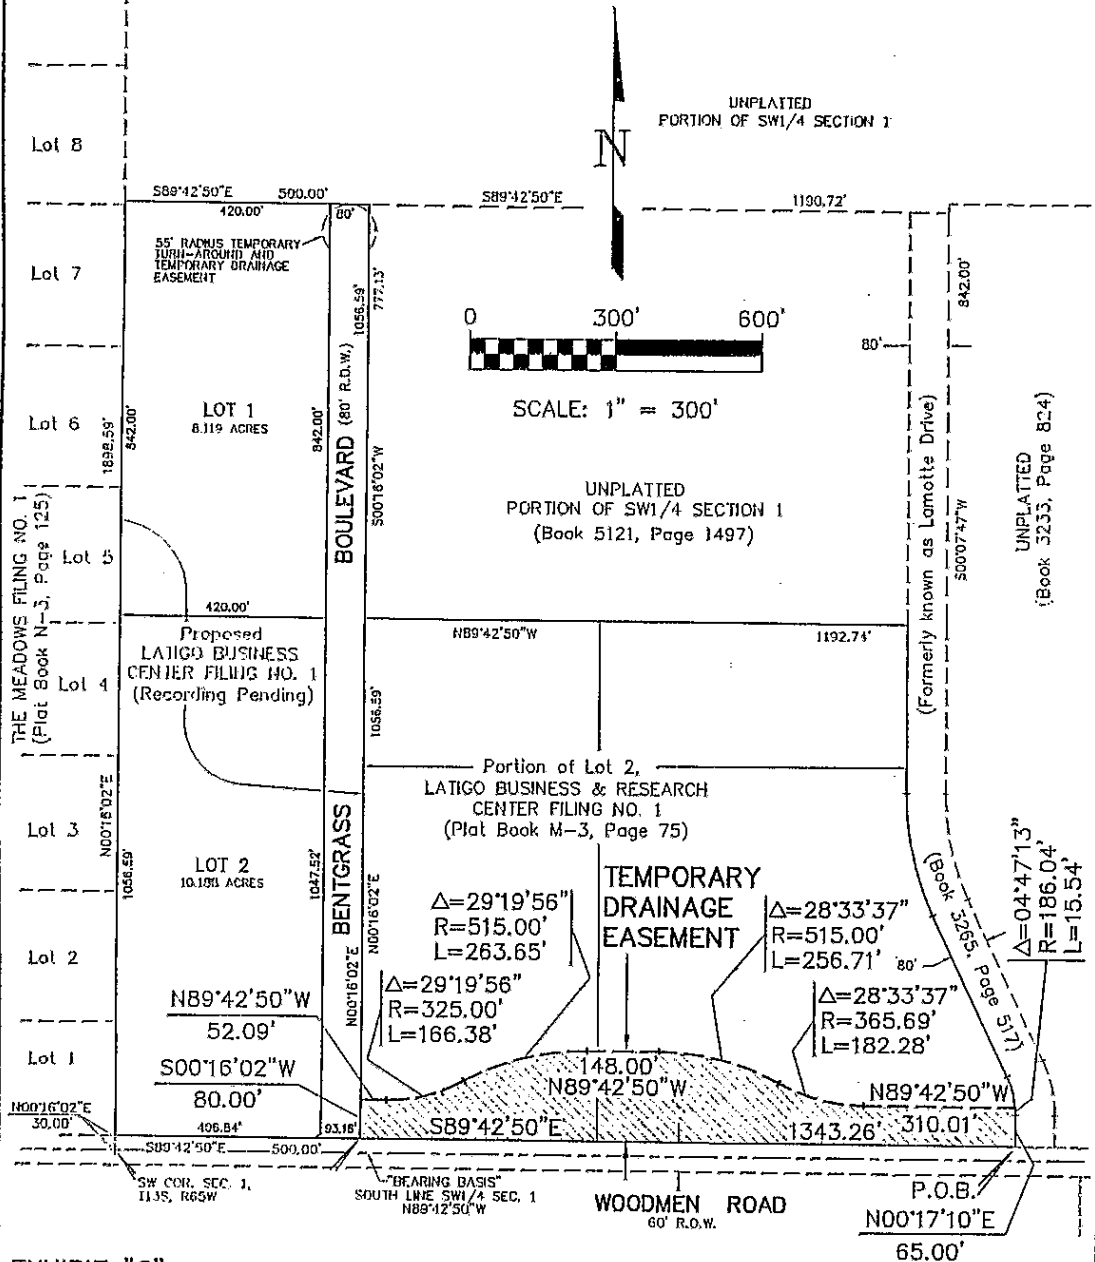 UNPLATTED
PORTION OF SW1/4 SECTION 1
N
Lot 8
S89°42'50"E
500.00'
S89°42'50"E
1190.72'
420.00'
80'
55' RADIUS TEMPORARY
TURN-AROUND AND
TEMPORARY DRAINAGE
EASEMENT
Lot 7
1056.59'
777.13'
842.00'
0
300'
600'
80'
SCALE: 1" = 300'
LOT 1
8.119 ACRES
Lot 6
1898.59'
842.00'
842.00'
BOULEVARD (80' R.O.W.)
S00°16'02"W
UNPLATTED
PORTION OF SW1/4 SECTION 1
(Book 5121, Page 1497)
(Formerly known as Lamotte Drive)
S00°07'47"W
UNPLATTED
(Book 3233, Page 824)
THE MEADOWS FILING NO. 1
(Plat Book N-3, Page 125)
Lot 5
420.00'
N89°42'50"W
1192.74'
Proposed
LATIGO BUSINESS
CENTER FILING NO. 1
(Recording Pending)
Lot 4
1056.59'
Portion of Lot 2,
LATIGO BUSINESS & RESEARCH
CENTER FILING NO. 1
(Plat Book M-3, Page 75)
N00°16'02"E
Lot 3
1056.59'
LOT 2
ACRES
1047.52'
BENTGRASS
N00°16'02"E
N00°16'02"E
TEMPORARY
DRAINAGE
EASEMENT
Δ=29°19'56"
R=515.00'
L=263.65'
Δ=28°33'37"
R=515.00'
L=256.71'
(Book 3265, Page 517)
80'
Δ=04°47'13"
R=186.04'
L=15.54'
Lot 2
N89°42'50"W
52.09'
Δ=29°19'56"
R=325.00'
L=166.38'
Δ=28°33'37"
R=365.69'
L=182.28'
Lot 1
S00°16'02"W
80.00'
148.00'
N89°42'50"W
N89°42'50"W
310.01'
N00°16'02"E
30.00'
406.84'
93.16'
S89°42'50"E
1343.26'
S89°42'50"E
500.00'
SW COR. SEC. 1,
R65W
"BEARING BASIS"
SOUTH LINE SW1/4 SEC. 1
N89°42'50"W
WOODMEN ROAD
60' R.O.W.
P.O.B.
N00°17'10"E
65.00'